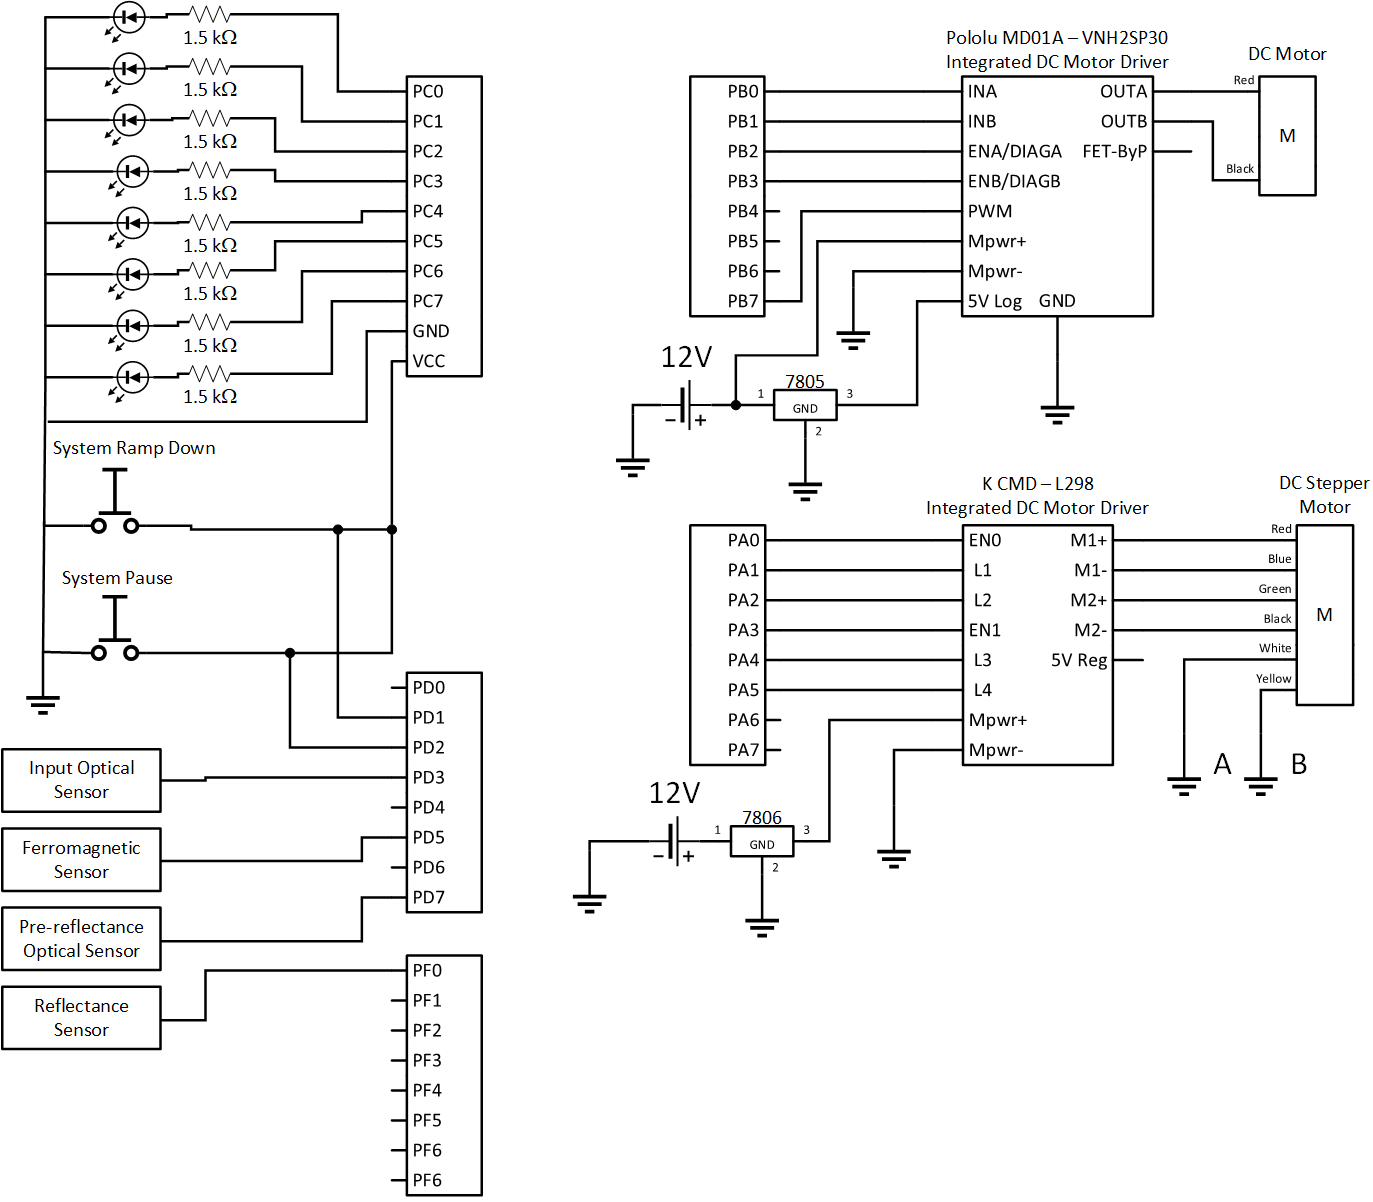 1.5 kΩ
1.5 kΩ
1.5 kΩ
1.5 kΩ
1.5 kΩ
1.5 kΩ
1.5 kΩ
1.5 kΩ
PC0
PC1
PC2
PC3
PC4
PC5
PC6
PC7
GND
VCC
System Ramp Down
System Pause
PD0
PD1
PD2
PD3
PD4
PD5
PD6
PD7
Input Optical
Sensor
Ferromagnetic
Sensor
Pre-reflectance
Optical Sensor
Reflectance
Sensor
PF0
PF1
PF2
PF3
PF4
PF5
PF6
PF6
Pololu MD01A – VNH2SP30
Integrated DC Motor Driver
DC Motor
PB0
PB1
PB2
PB3
PB4
PB5
PB6
PB7
INA
INB
ENA/DIAGA
ENB/DIAGB
PWM
Mpwr+
Mpwr-
5V Log
GND
OUTA
OUTB
FET-ByP
Red
Black
M
12V
– +
1
7805
GND
3
2
K CMD – L298
Integrated DC Motor Driver
DC Stepper
Motor
PA0
PA1
PA2
PA3
PA4
PA5
PA6
PA7
EN0
L1
L2
EN1
L3
L4
Mpwr+
Mpwr-
M1+
M1-
M2+
M2-
5V Reg
Red
Blue
Green
Black
White
Yellow
M
A
B
12V
– +
1
7806
GND
3
2